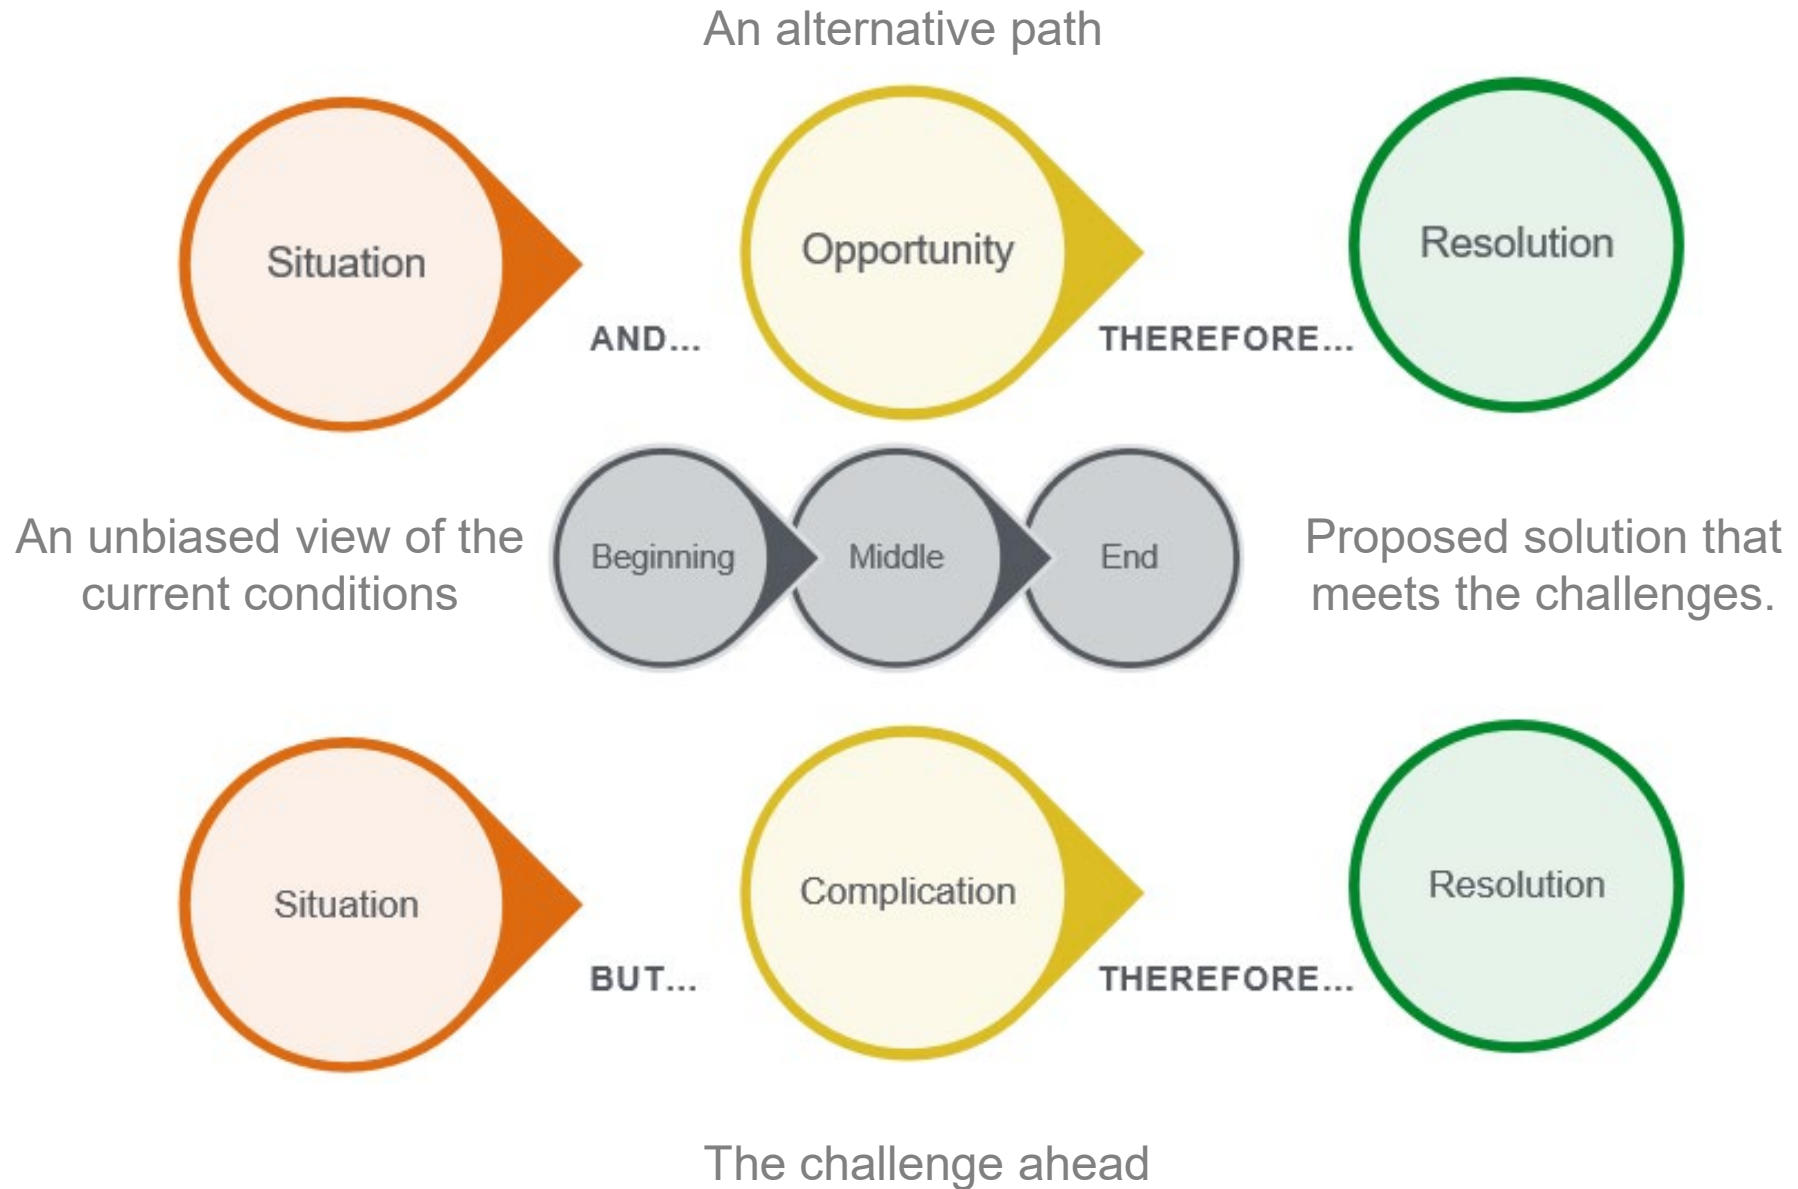 An alternative path
Situation
AND...
Opportunity
THEREFORE...
Resolution
An unbiased view of the
current conditions
Beginning
Middle
End
Proposed solution that
meets the challenges.
Situation
BUT...
Complication
THEREFORE...
Resolution
The challenge ahead